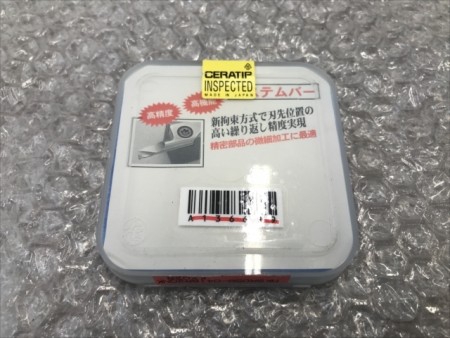 CERATIP
INSPECTED
MADE IN JAPAN
テムバー
高精度
新拘束方式で刃先位置の
高い繰り返し精度実現
精密部品の微細加工に最適